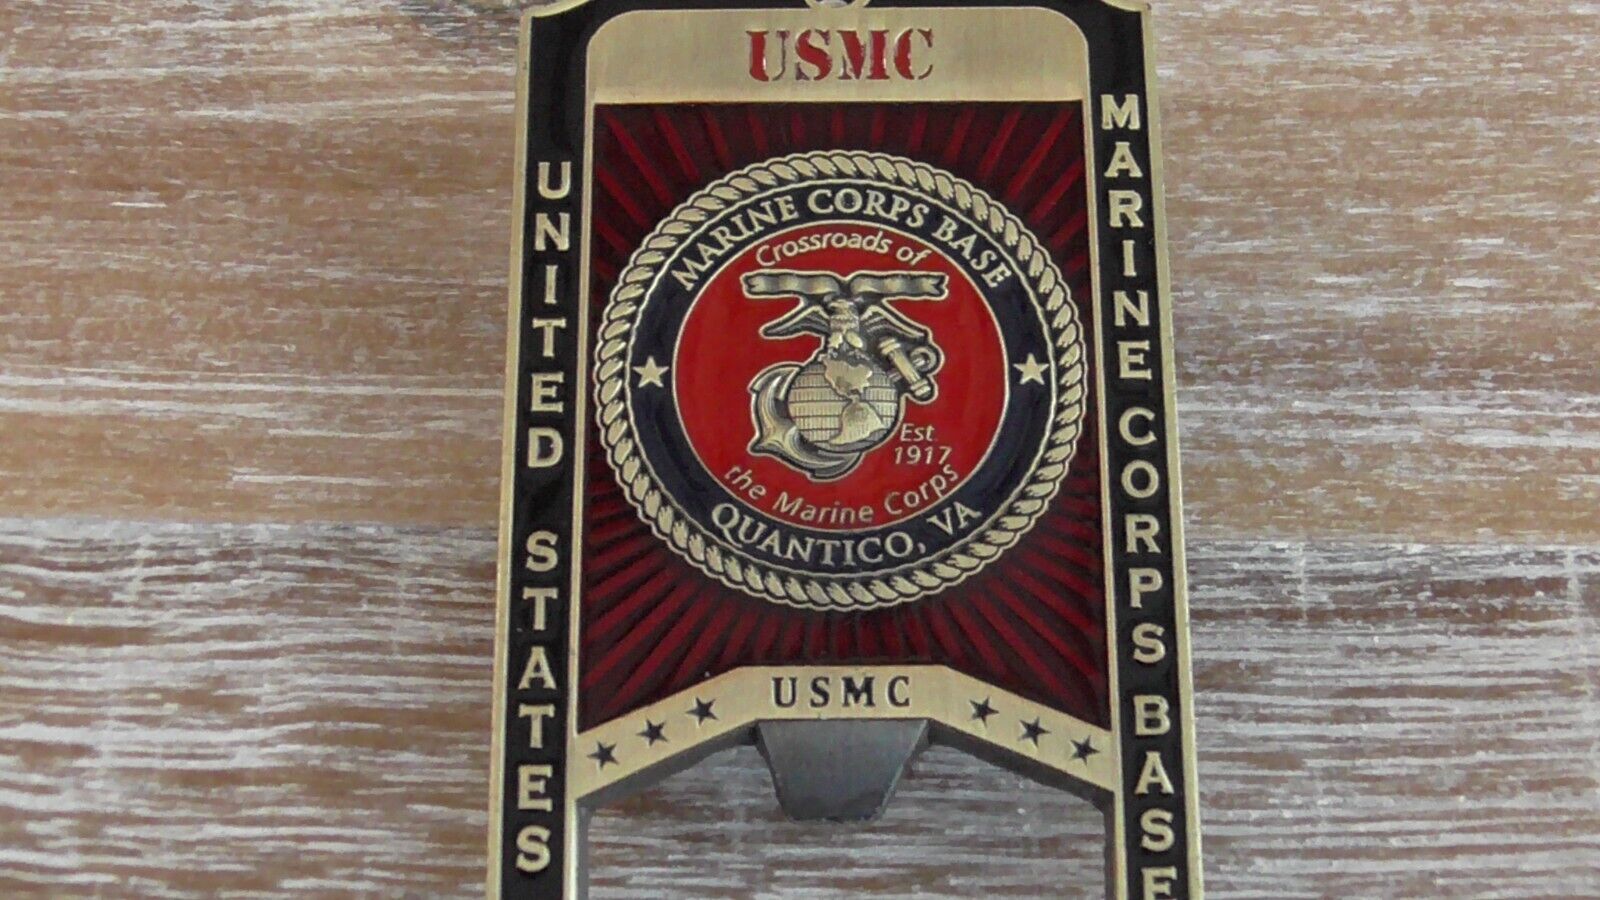 USMC
UNITED STATES
MARINE CORPS BASE
MARINE CORPS BASE
Crossroads of
Est.
1917
the Marine Corps
QUANTICO, VA
USMC